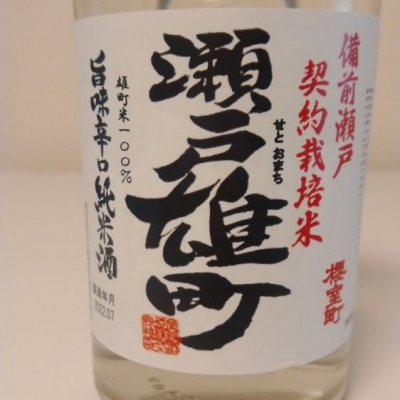 備前瀬戸
契約栽培米
櫻室町
瀬戸雄町
せと おまち
雄町米一〇〇%
旨味辛口純米酒
製造年月
2022.07